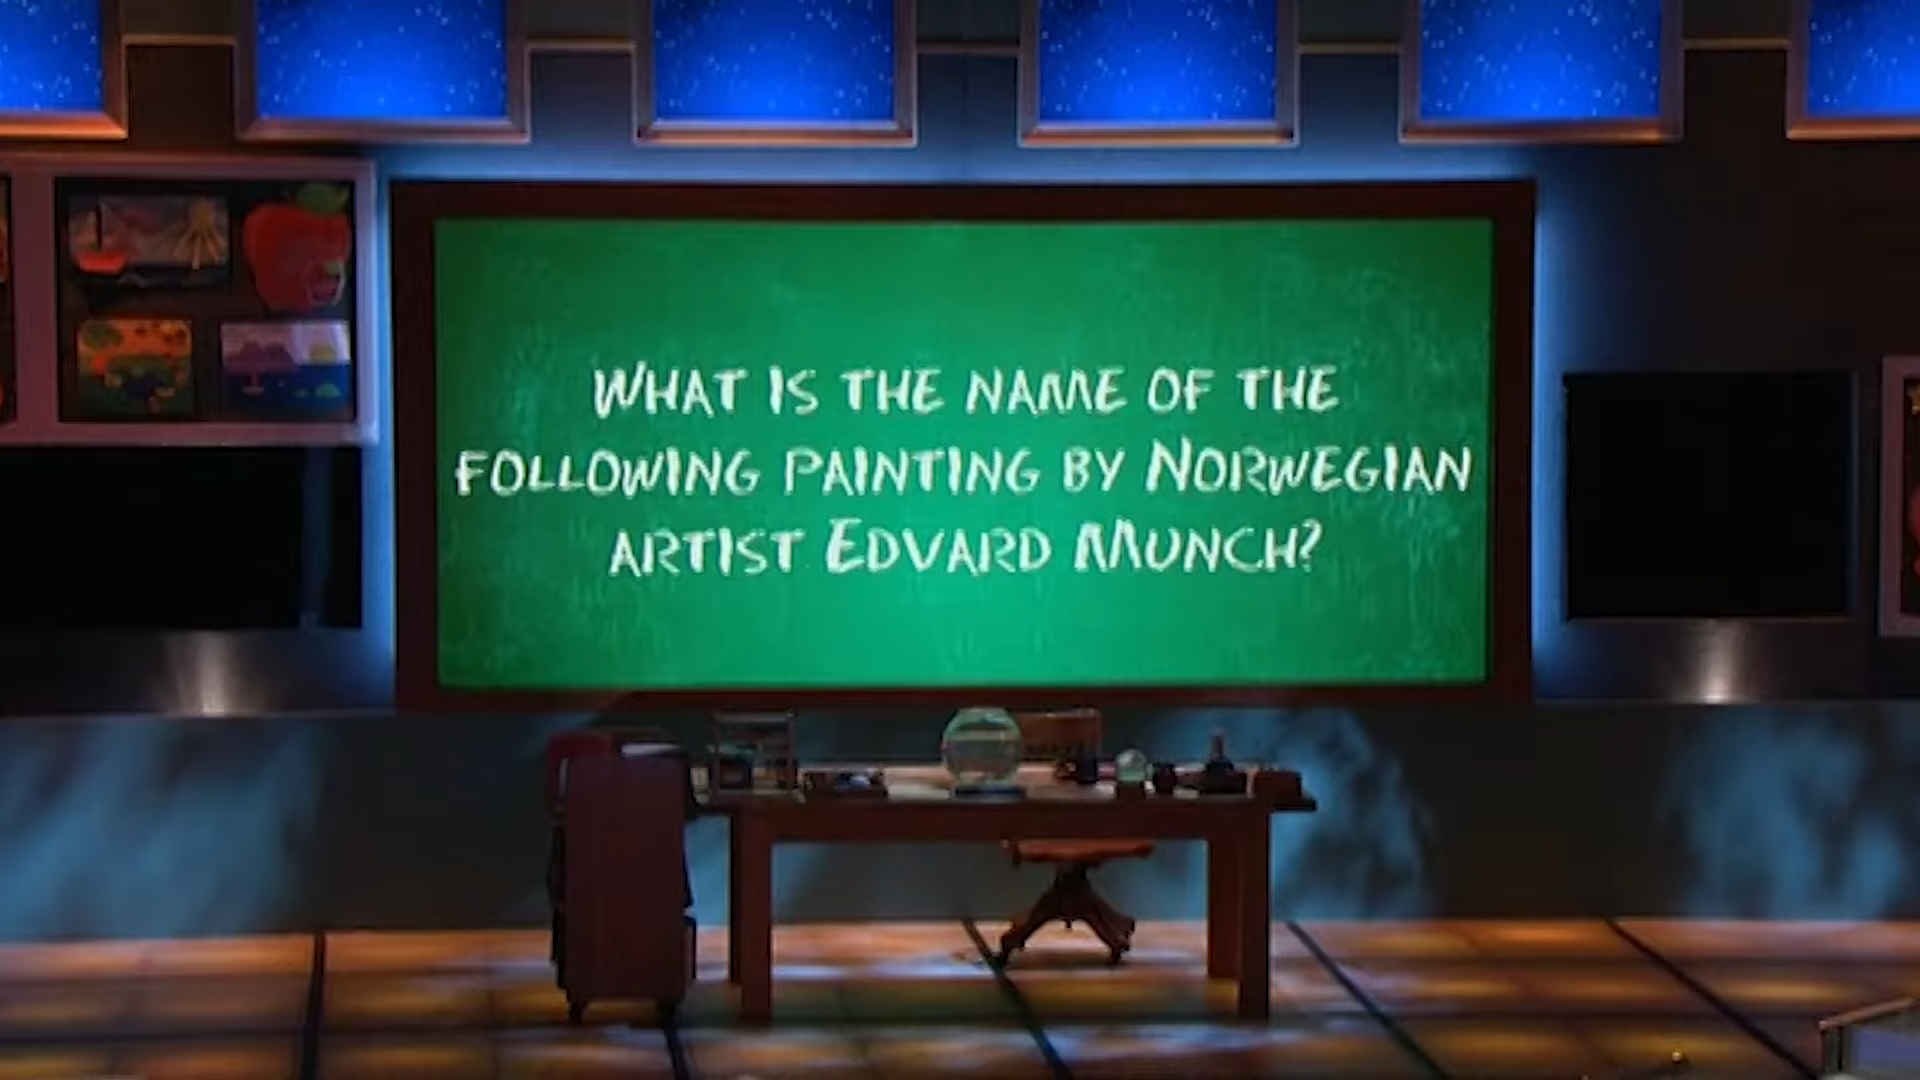 What is the name of the
following painting by Norwegian
artist Edvard Munch?